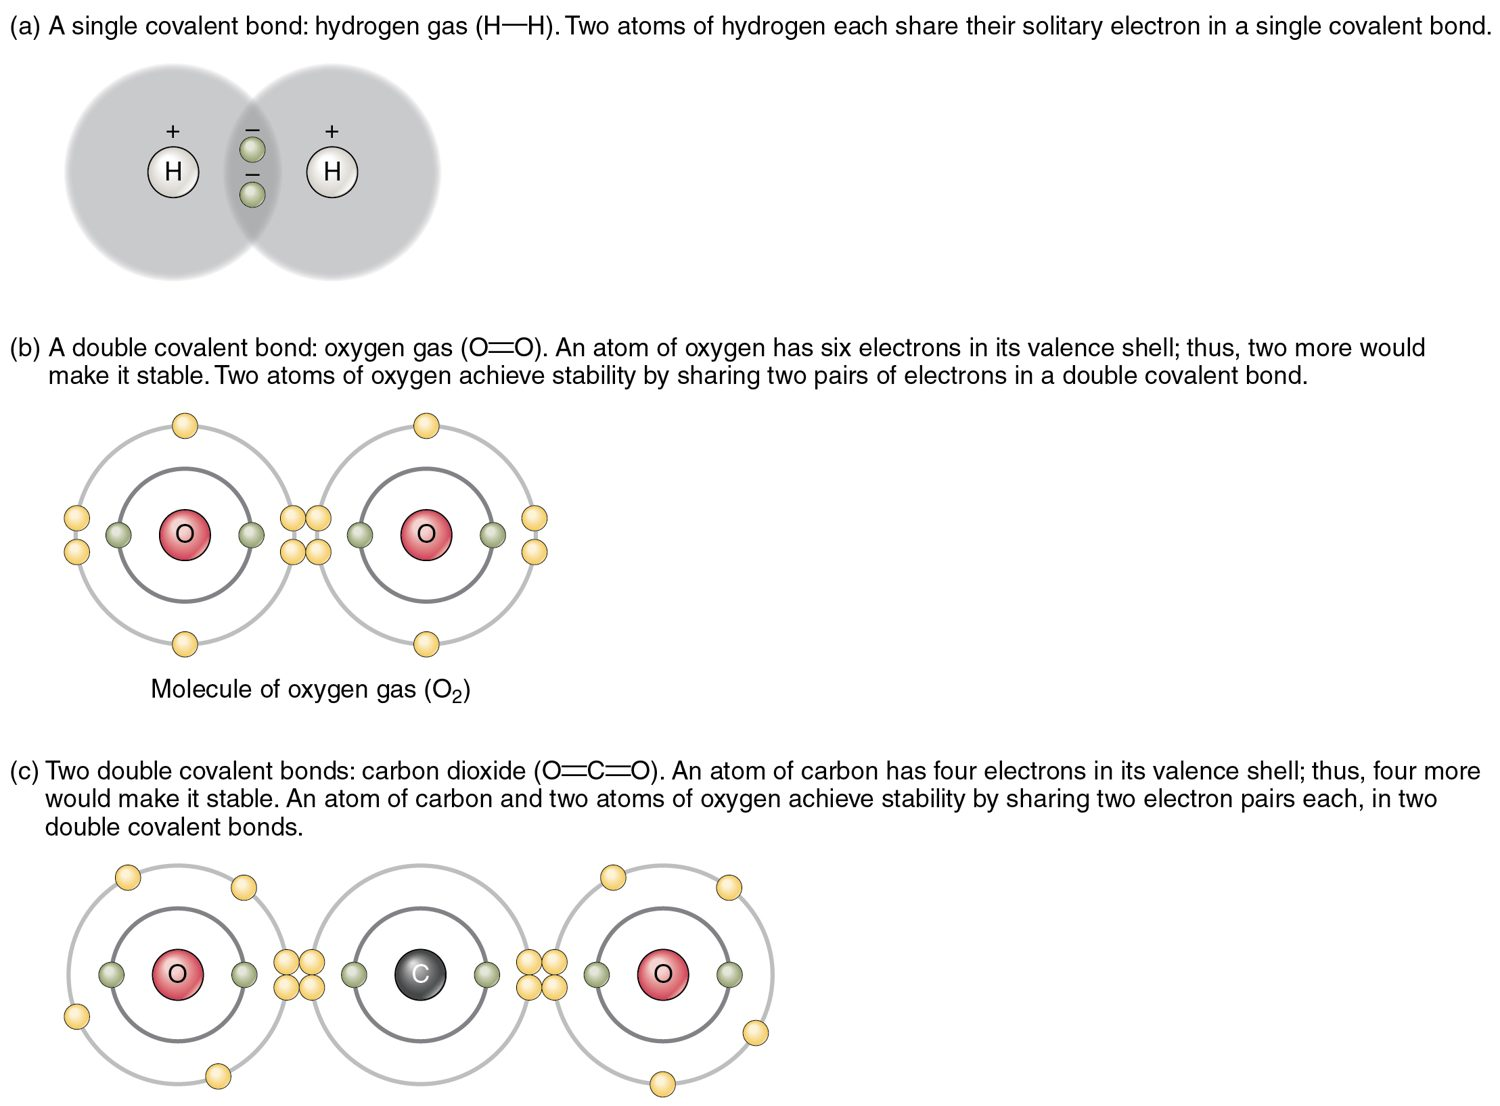 (a) A single covalent bond: hydrogen gas (H—H). Two atoms of hydrogen each share their solitary electron in a single covalent bond.
+ − +
H H
−
(b) A double covalent bond: oxygen gas (O=O). An atom of oxygen has six electrons in its valence shell; thus, two more would
make it stable. Two atoms of oxygen achieve stability by sharing two pairs of electrons in a double covalent bond.
O O
Molecule of oxygen gas (O₂)
(c) Two double covalent bonds: carbon dioxide (O=C=O). An atom of carbon has four electrons in its valence shell; thus, four more
would make it stable. An atom of carbon and two atoms of oxygen achieve stability by sharing two electron pairs each, in two
double covalent bonds.
O C O